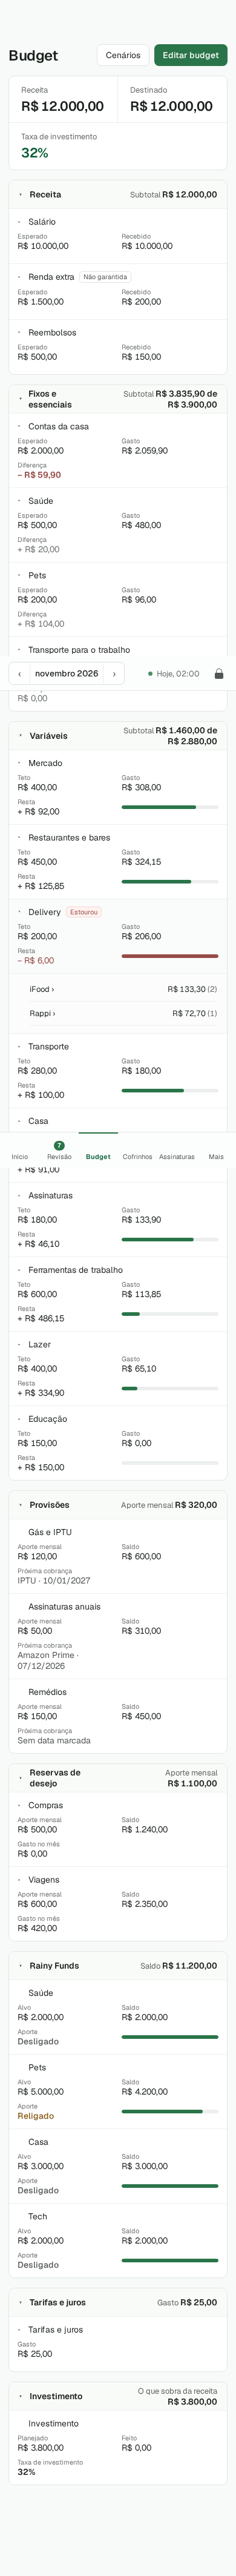 Budget
Cenários
Editar budget
Receita
R$ 12.000,00
Destinado
R$ 12.000,00
Taxa de investimento
32%
Receita
Subtotal R$ 12.000,00
Salário
Esperado
R$ 10.000,00
Recebido
R$ 10.000,00
Renda extra
Não garantida
Esperado
R$ 1.500,00
Recebido
R$ 200,00
Reembolsos
Esperado
R$ 500,00
Recebido
R$ 150,00
Fixos e
essenciais
Subtotal R$ 3.835,90 de
R$ 3.900,00
Contas da casa
Esperado
R$ 2.000,00
Gasto
R$ 2.059,90
Diferença
− R$ 59,90
Saúde
Esperado
R$ 500,00
Gasto
R$ 480,00
Diferença
+ R$ 20,00
Pets
Esperado
R$ 200,00
Gasto
R$ 96,00
Diferença
+ R$ 104,00
Transporte para o trabalho
‹
novembro 2026
›
Hoje, 02:00
R$ 0,00
Variáveis
Subtotal R$ 1.460,00 de
R$ 2.880,00
Mercado
Teto
R$ 400,00
Gasto
R$ 308,00
Resta
+ R$ 92,00
Restaurantes e bares
Teto
R$ 450,00
Gasto
R$ 324,15
Resta
+ R$ 125,85
Delivery
Estourou
Teto
R$ 200,00
Gasto
R$ 206,00
Resta
− R$ 6,00
iFood ›
R$ 133,30 (2)
Rappi ›
R$ 72,70 (1)
Transporte
Teto
R$ 280,00
Gasto
R$ 180,00
Resta
+ R$ 100,00
Casa
7
Início
Revisão
Budget
Cofrinhos
Assinaturas
Mais
+ R$ 91,00
Assinaturas
Teto
R$ 180,00
Gasto
R$ 133,90
Resta
+ R$ 46,10
Ferramentas de trabalho
Teto
R$ 600,00
Gasto
R$ 113,85
Resta
+ R$ 486,15
Lazer
Teto
R$ 400,00
Gasto
R$ 65,10
Resta
+ R$ 334,90
Educação
Teto
R$ 150,00
Gasto
R$ 0,00
Resta
+ R$ 150,00
Provisões
Aporte mensal R$ 320,00
Gás e IPTU
Aporte mensal
R$ 120,00
Saldo
R$ 600,00
Próxima cobrança
IPTU · 10/01/2027
Assinaturas anuais
Aporte mensal
R$ 50,00
Saldo
R$ 310,00
Próxima cobrança
Amazon Prime ·
07/12/2026
Remédios
Aporte mensal
R$ 150,00
Saldo
R$ 450,00
Próxima cobrança
Sem data marcada
Reservas de
desejo
Aporte mensal
R$ 1.100,00
Compras
Aporte mensal
R$ 500,00
Saldo
R$ 1.240,00
Gasto no mês
R$ 0,00
Viagens
Aporte mensal
R$ 600,00
Saldo
R$ 2.350,00
Gasto no mês
R$ 420,00
Rainy Funds
Saldo R$ 11.200,00
Saúde
Alvo
R$ 2.000,00
Saldo
R$ 2.000,00
Aporte
Desligado
Pets
Alvo
R$ 5.000,00
Saldo
R$ 4.200,00
Aporte
Religado
Casa
Alvo
R$ 3.000,00
Saldo
R$ 3.000,00
Aporte
Desligado
Tech
Alvo
R$ 2.000,00
Saldo
R$ 2.000,00
Aporte
Desligado
Tarifas e juros
Gasto R$ 25,00
Tarifas e juros
Gasto
R$ 25,00
Investimento
O que sobra da receita
R$ 3.800,00
Investimento
Planejado
R$ 3.800,00
Feito
R$ 0,00
Taxa de investimento
32%